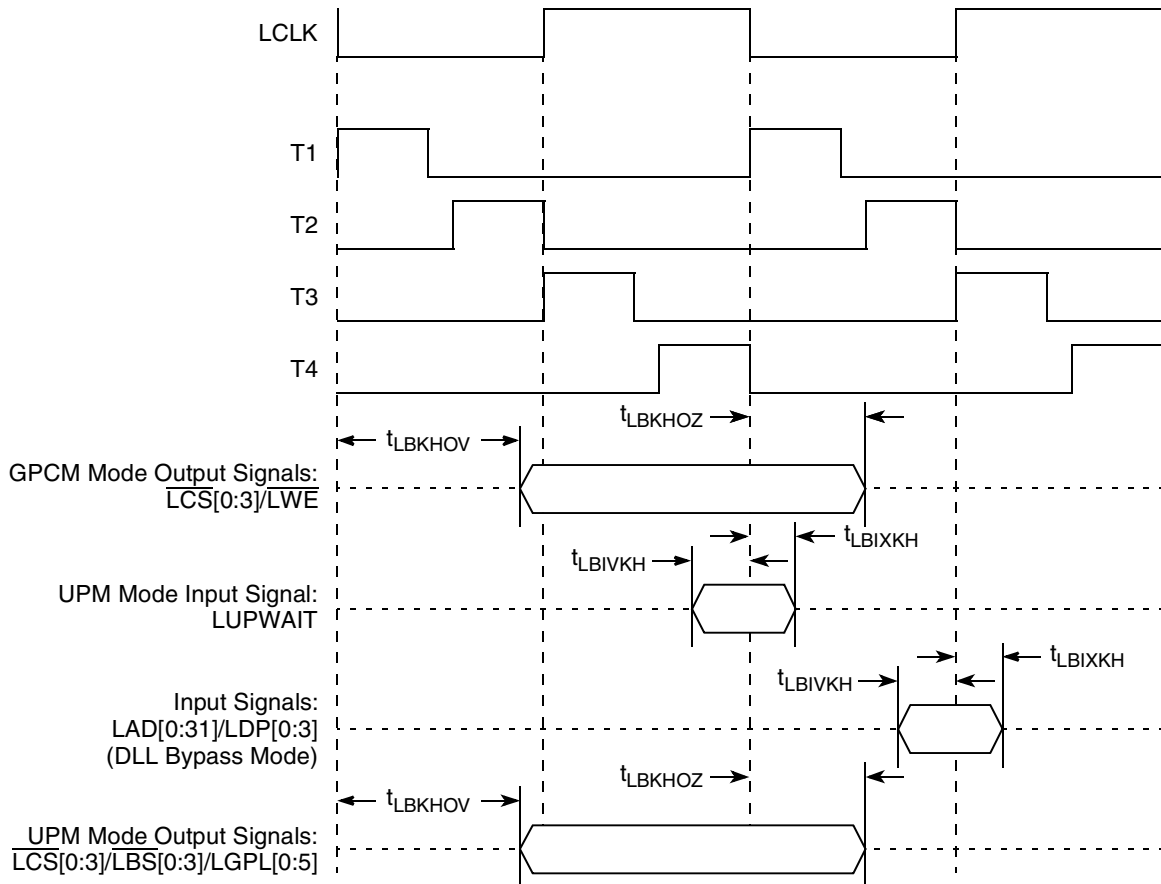 LCLK
T1
T2
T3
T4
tLBKHOZ
tLBKHOV
GPCM Mode Output Signals:
LCS[0:3]/LWE
tLBIXKH
tLBIVKH
UPM Mode Input Signal:
LUPWAIT
tLBIXKH
tLBIVKH
Input Signals:
LAD[0:31]/LDP[0:3]
(DLL Bypass Mode)
tLBKHOZ
tLBKHOV
UPM Mode Output Signals:
LCS[0:3]/LBS[0:3]/LGPL[0:5]